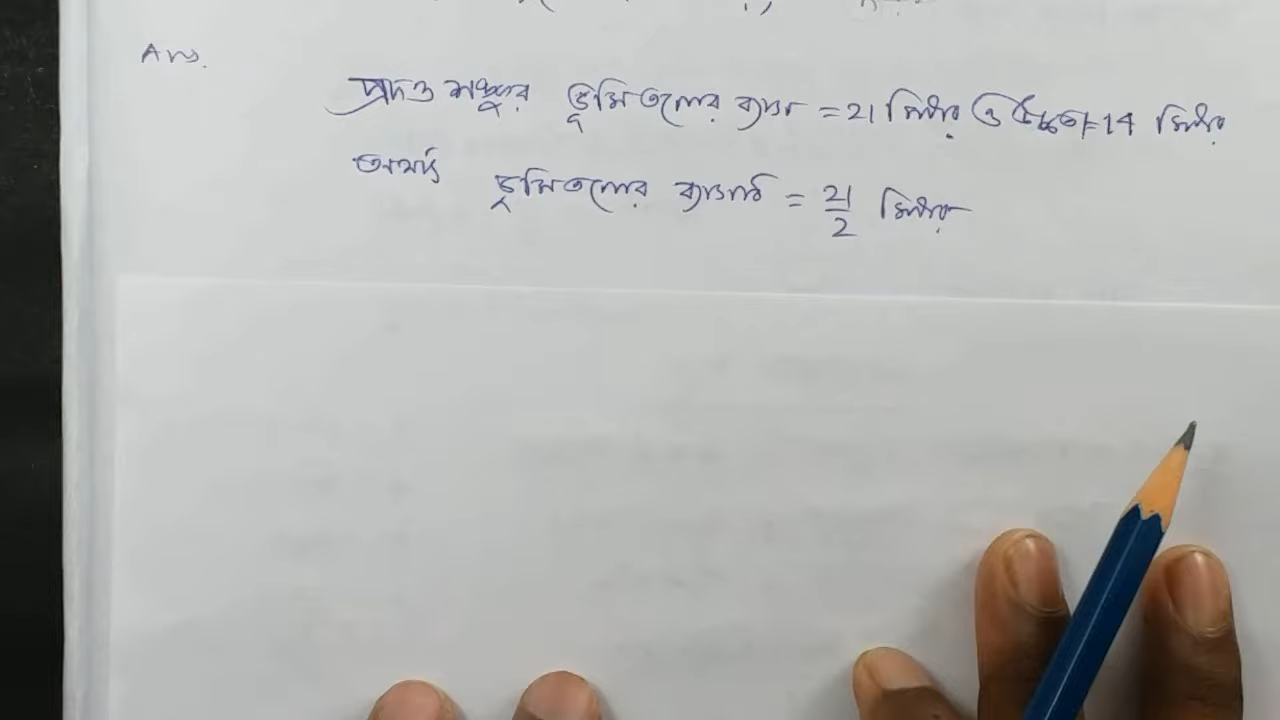 Ans.
প্রদত্ত শঙ্কুর ভূমিতলের ব্যাস = 21 মিটার ও উচ্চতা = 14 মিটার
অর্থাৎ ভূমিতলের ব্যাসার্ধ = 21/2 মিটার